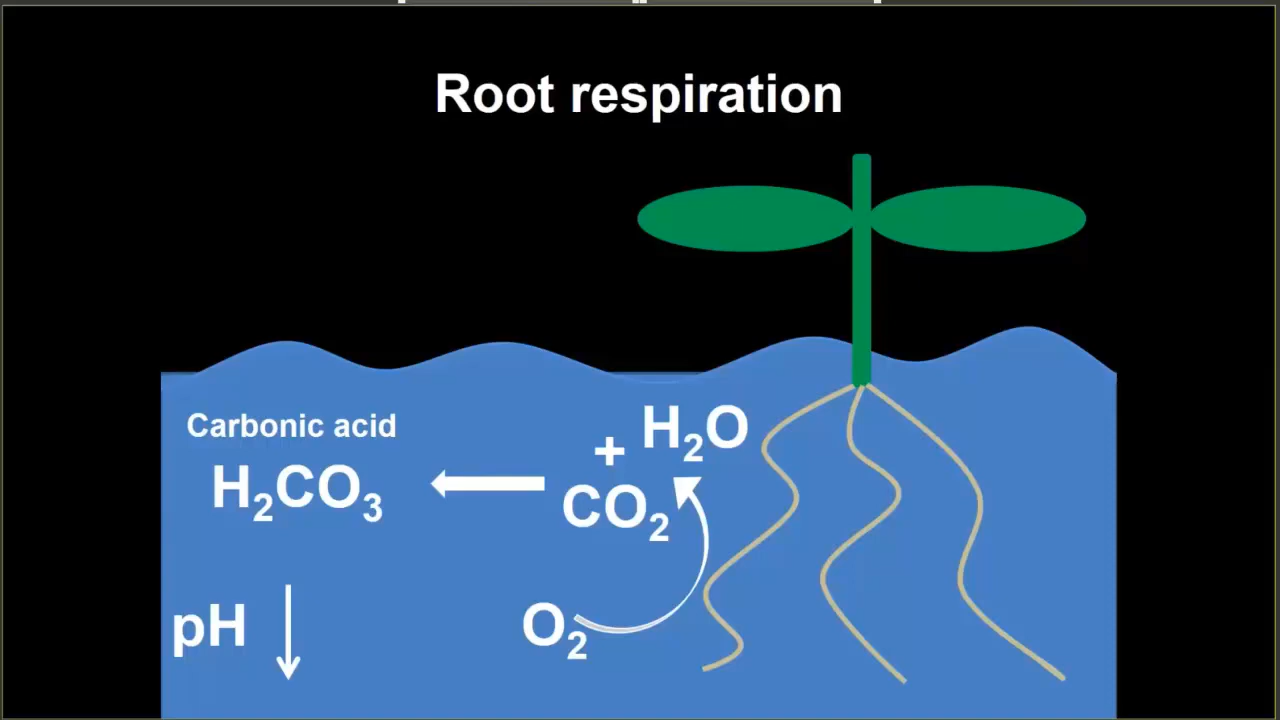 Root respiration
Carbonic acid
H₂CO₃
+ H₂O
CO₂
pH
O₂